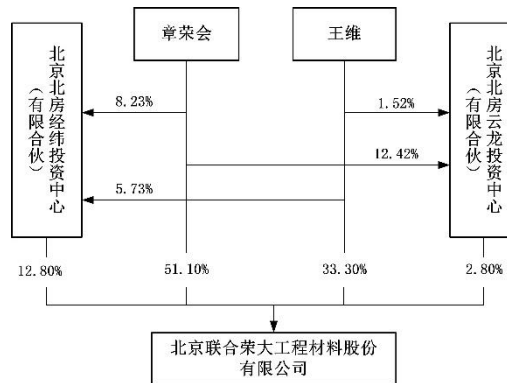 章荣会
王维
北京北房经纬投资中心
（有限合伙）
北京北房云龙投资中心
（有限合伙）
8.23%
1.52%
12.42%
5.73%
12.80%
51.10%
33.30%
2.80%
北京联合荣大工程材料股份
有限公司